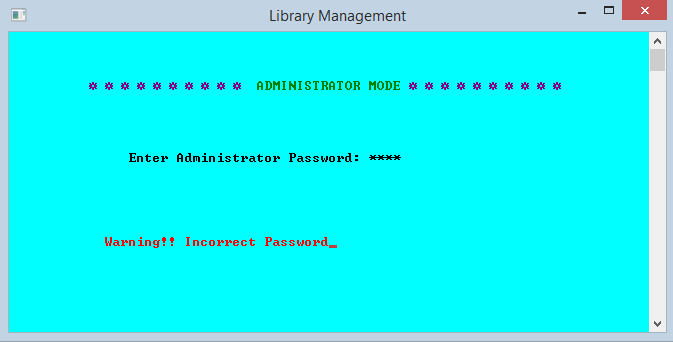 Library Management
* * * * * * * * * * ADMINISTRATOR MODE * * * * * * * * * *
Enter Administrator Password: ****
Warning!! Incorrect Password_